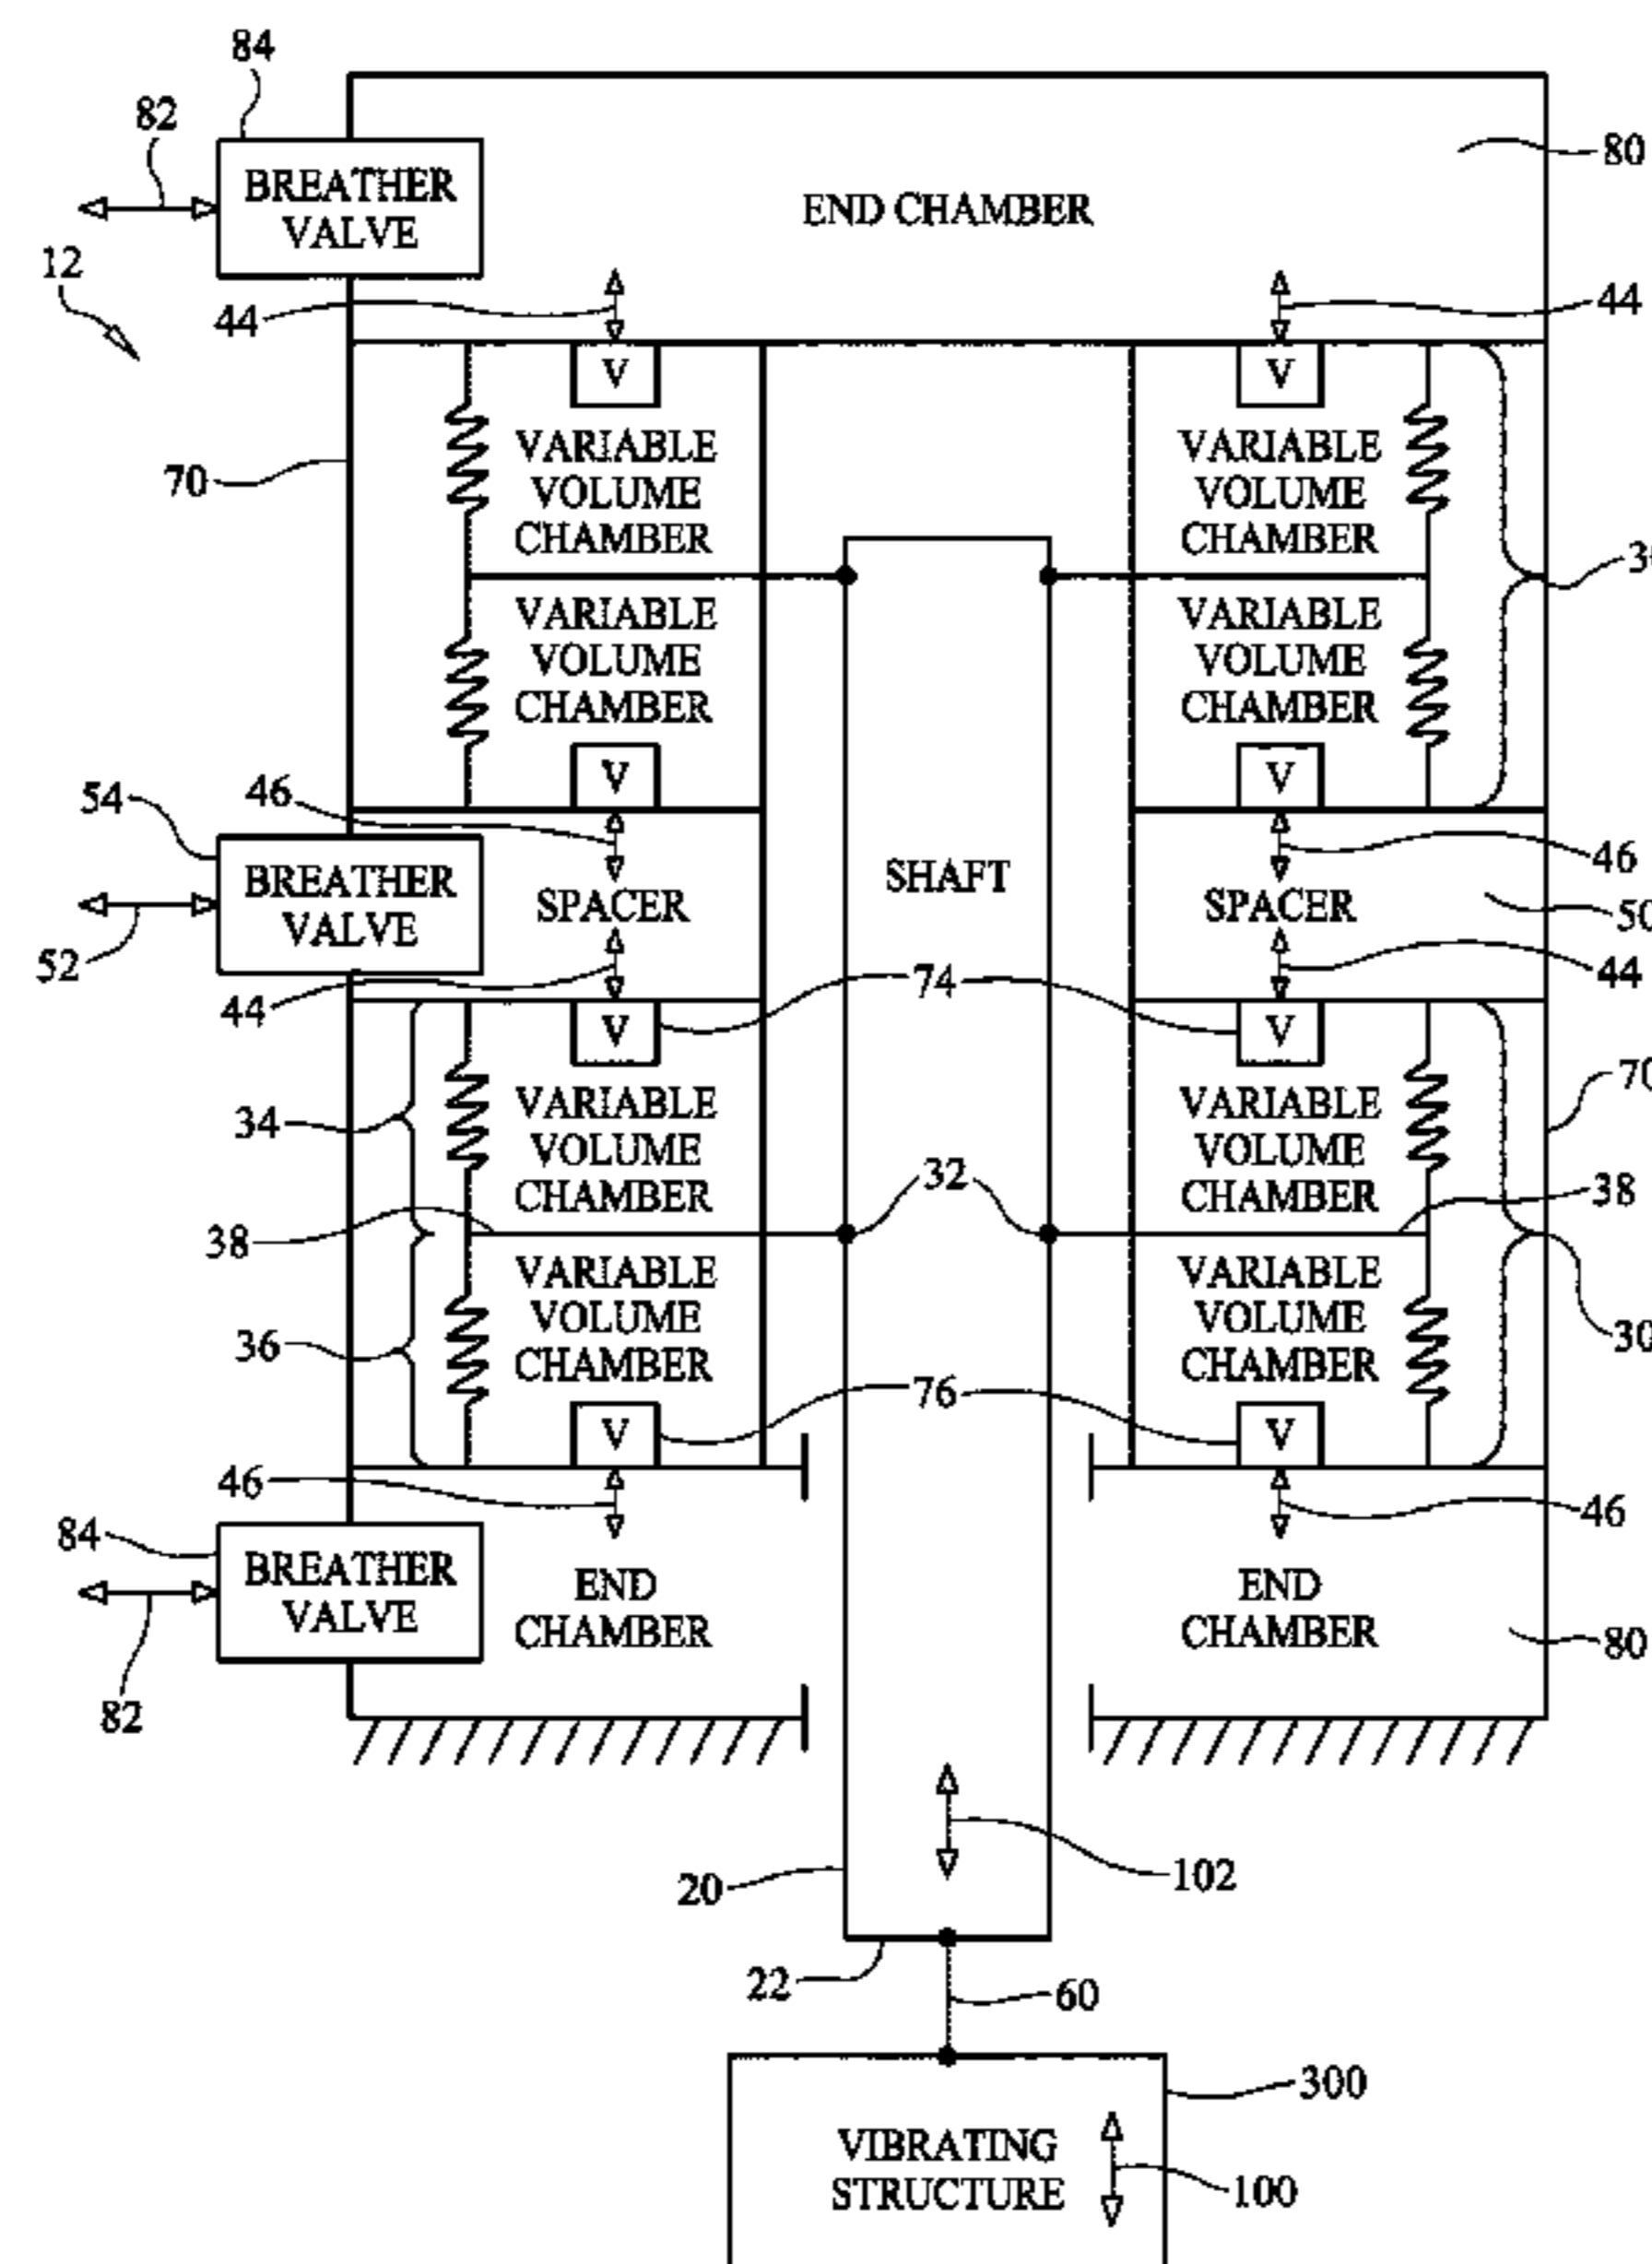 84
82
BREATHER
VALVE
80
END CHAMBER
12
44
44
V
V
VARIABLE
VOLUME
CHAMBER
VARIABLE
VOLUME
CHAMBER
70
VARIABLE
VOLUME
CHAMBER
VARIABLE
VOLUME
CHAMBER
V
V
54
46
BREATHER
VALVE
SPACER
SHAFT
SPACER
46
50
52
44
74
44
V
V
70
34
VARIABLE
VOLUME
CHAMBER
VARIABLE
VOLUME
CHAMBER
32
38
38
VARIABLE
VOLUME
CHAMBER
VARIABLE
VOLUME
CHAMBER
36
30
76
V
V
46
46
84
BREATHER
VALVE
END
CHAMBER
END
CHAMBER
80
82
20
102
22
60
300
VIBRATING
STRUCTURE
100